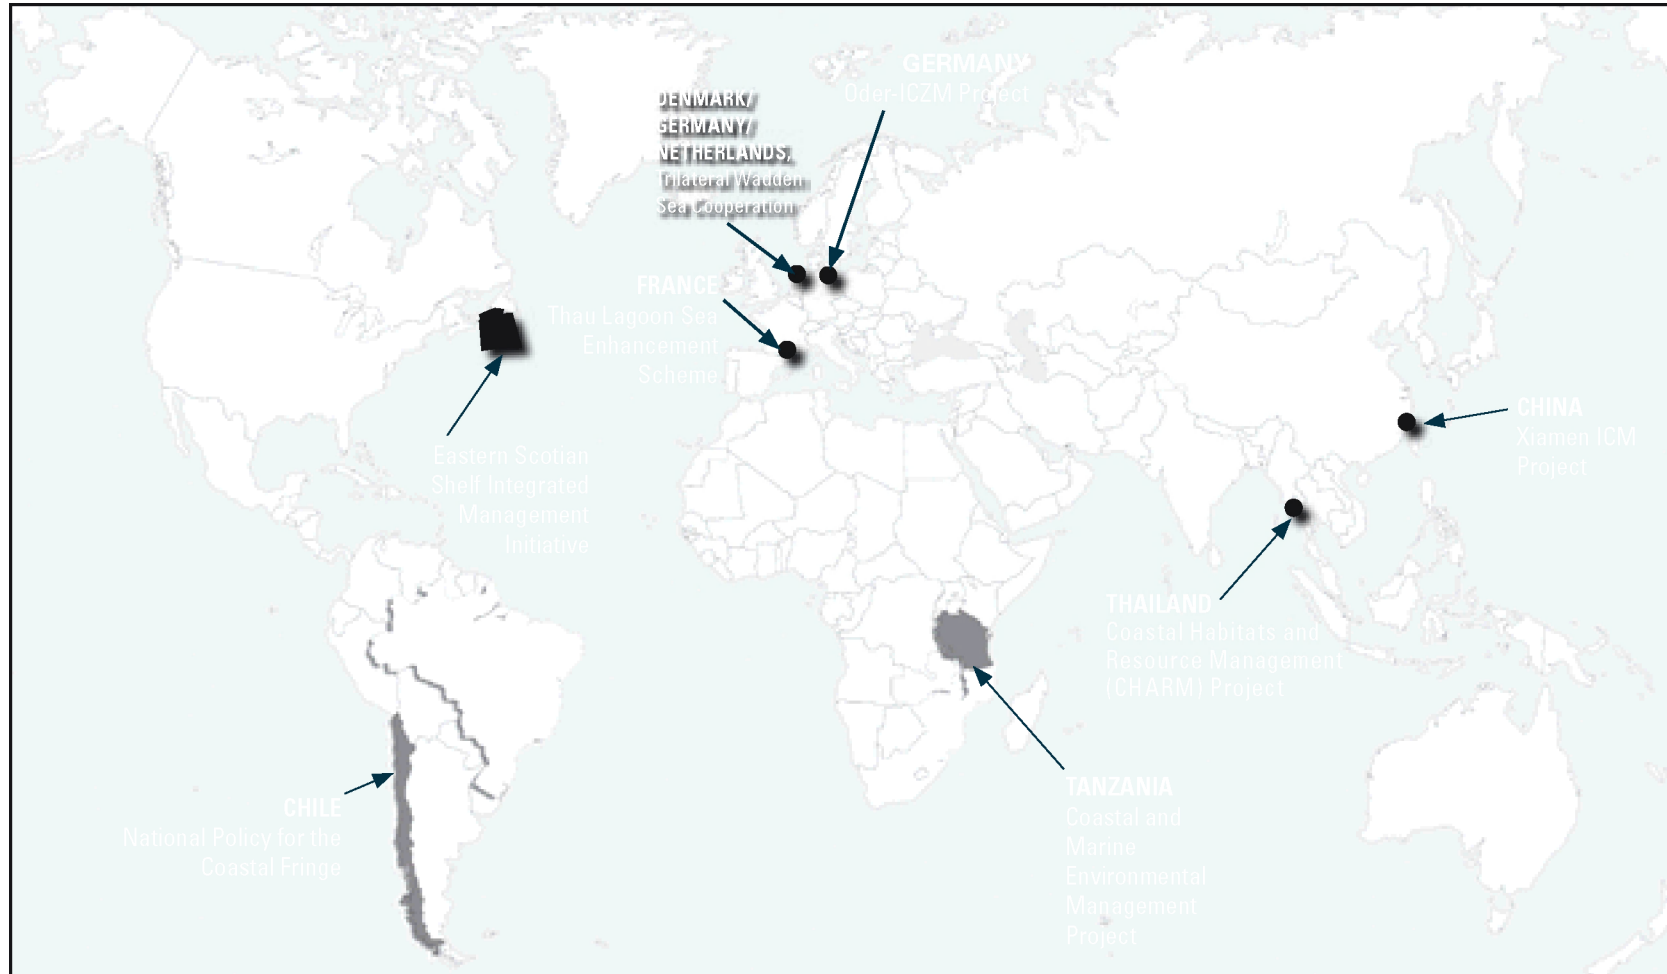 GERMANY
Oder-ICZM Project
DENMARK/
GERMANY/
NETHERLANDS,
Trilateral Wadden
Sea Cooperation
FRANCE
Thau Lagoon Sea
Enhancement
Scheme
CHINA
Xiamen ICM
Project
Eastern Scotian
Shelf Integrated
Management
Initiative
THAILAND
Coastal Habitats and
Resource Management
(CHARM) Project
TANZANIA
Coastal and
Marine
Environmental
Management
Project
CHILE
National Policy for the
Coastal Fringe